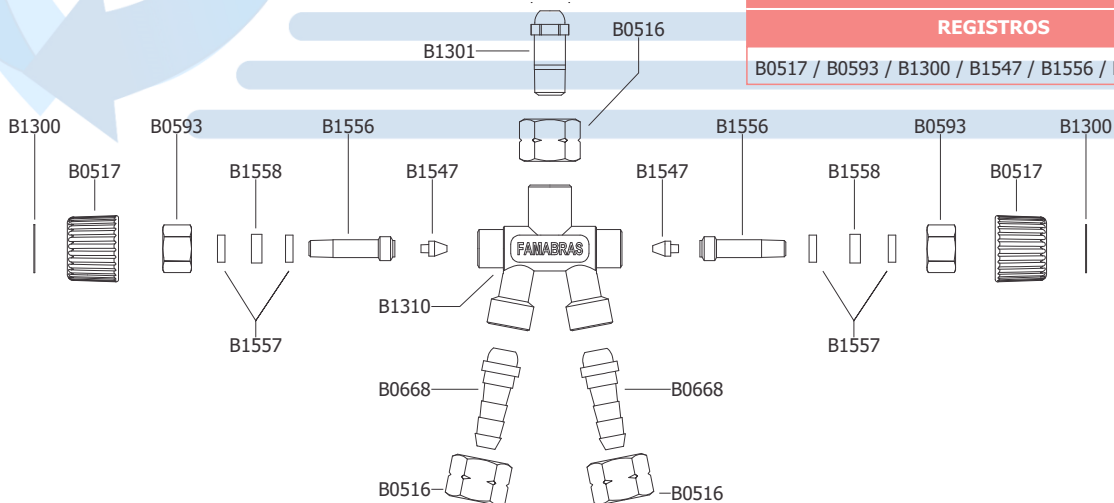 REGISTROS
B0517 / B0593 / B1300 / B1547 / B1556 /
B0516
B1301
B1300 B0593 B1556 B1556 B0593 B1300
B0517 B1558 B1547 B1547 B1558 B0517
FAMABRAS
B1310
B1557 B1557
B0668 B0668
B0516 B0516